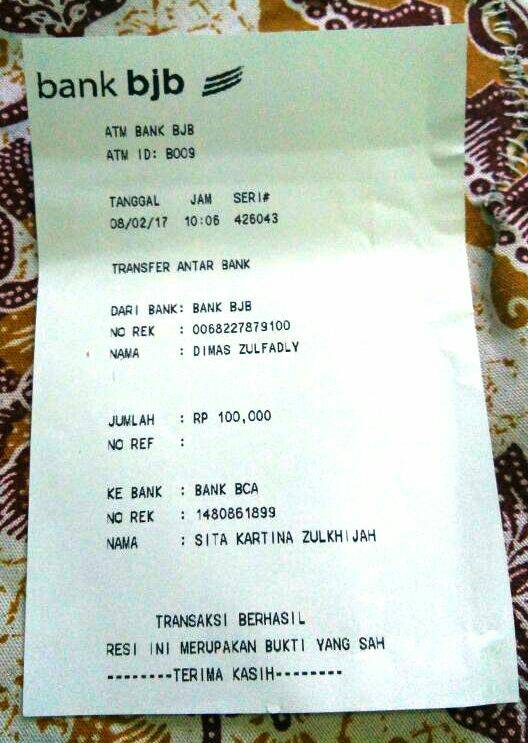 bank bjb
ATM BANK BJB
ATM ID: B009
TANGGAL JAM SERI#
08/02/17 10:06 426043
TRANSFER ANTAR BANK
DARI BANK: BANK BJB
NO REK : 0068227879100
NAMA : DIMAS ZULFADLY
JUMLAH : RP 100,000
NO REF :
KE BANK : BANK BCA
NO REK : 1480861899
NAMA : SITA KARTINA ZULKHIJAH
TRANSAKSI BERHASIL
RESI INI MERUPAKAN BUKTI YANG SAH
--------TERIMA KASIH--------